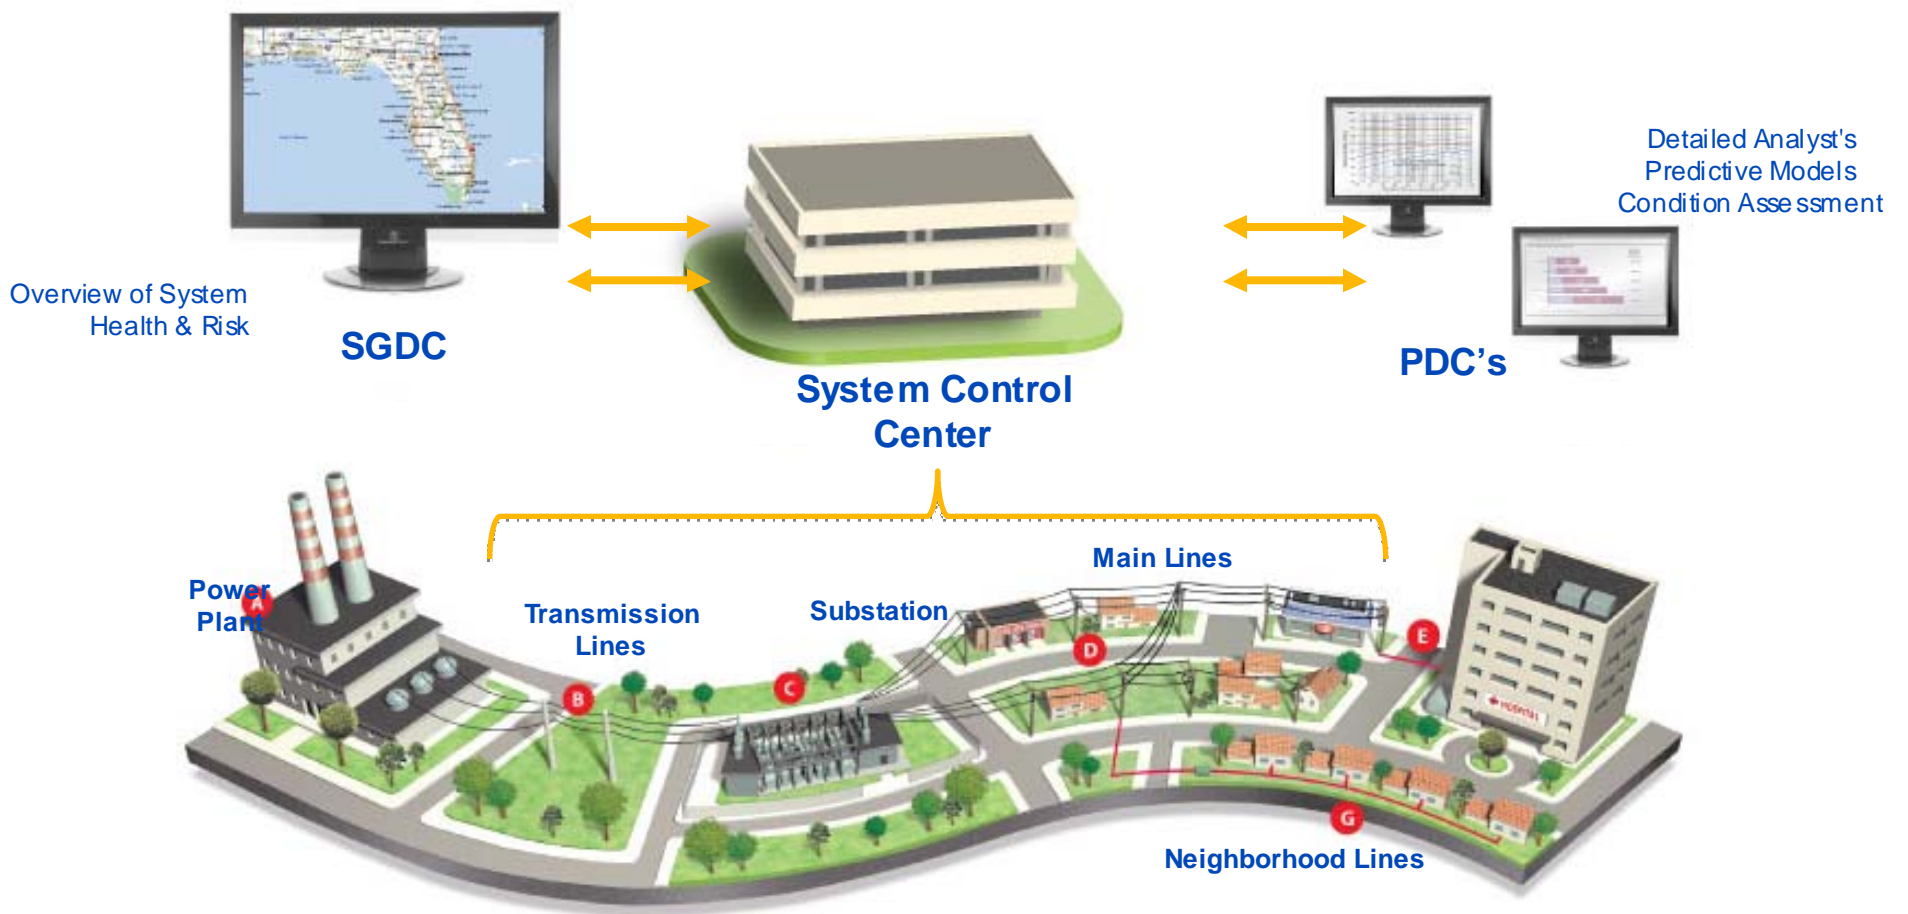 Overview of System
Health & Risk
SGDC
System Control
Center
Detailed Analyst's
Predictive Models
Condition Assessment
PDC's
Power
Plant
A
Transmission
Lines
B
Substation
C
Main Lines
D
E
HOSPITAL
G
Neighborhood Lines